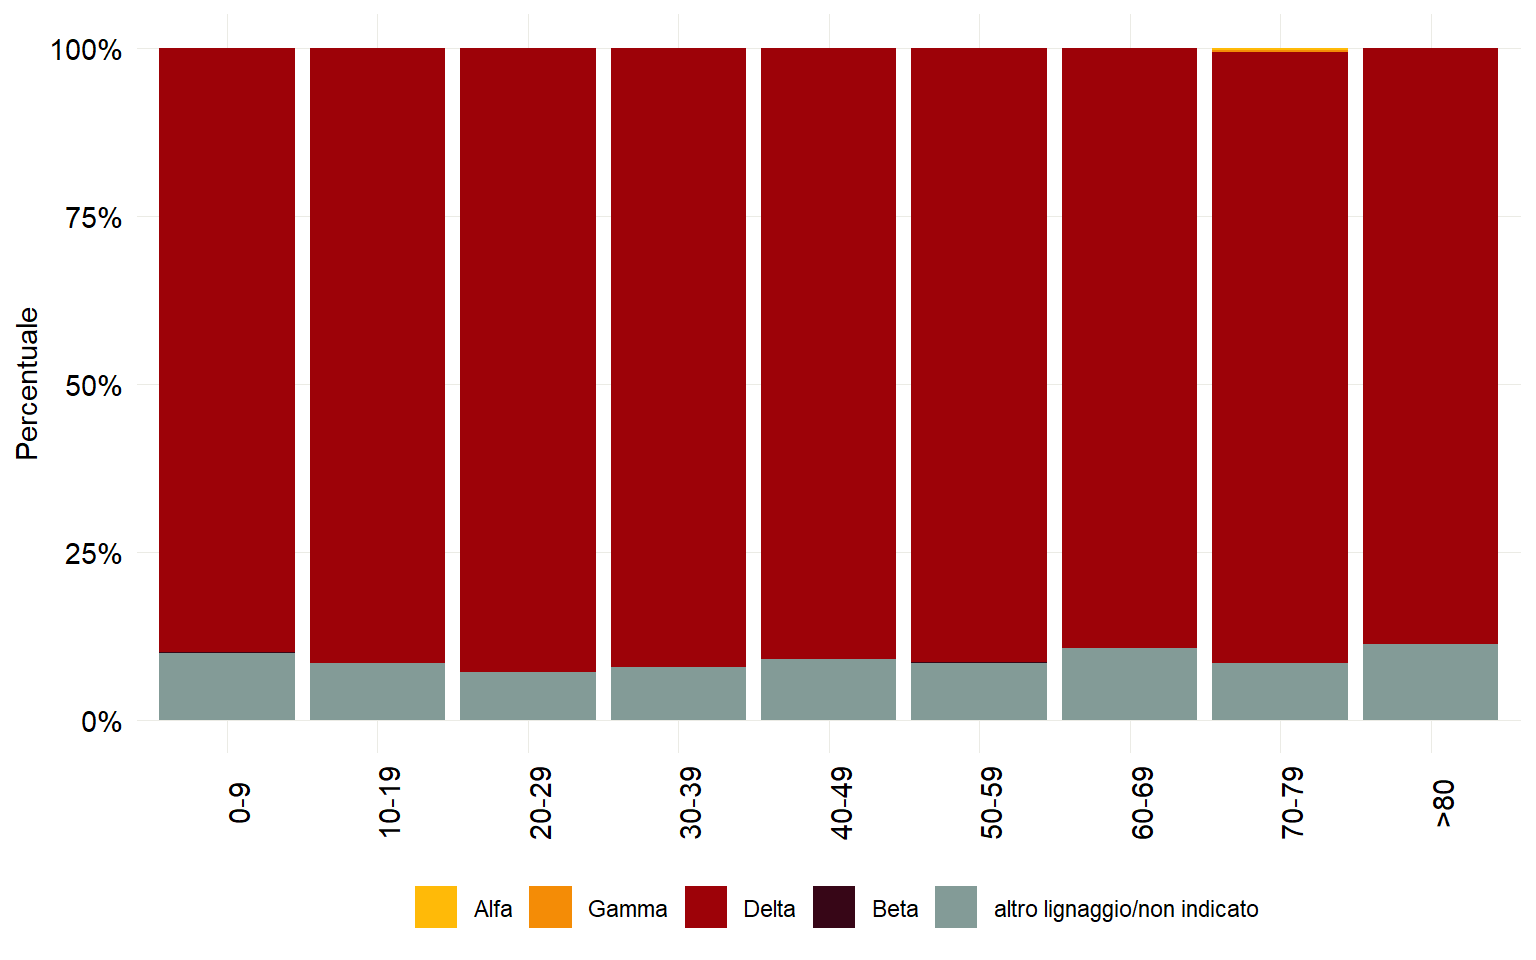 100%
75%
50%
25%
0%
Percentuale
0-9
10-19
20-29
30-39
40-49
50-59
60-69
70-79
>80
Alfa
Gamma
Delta
Beta
altro lignaggio/non indicato